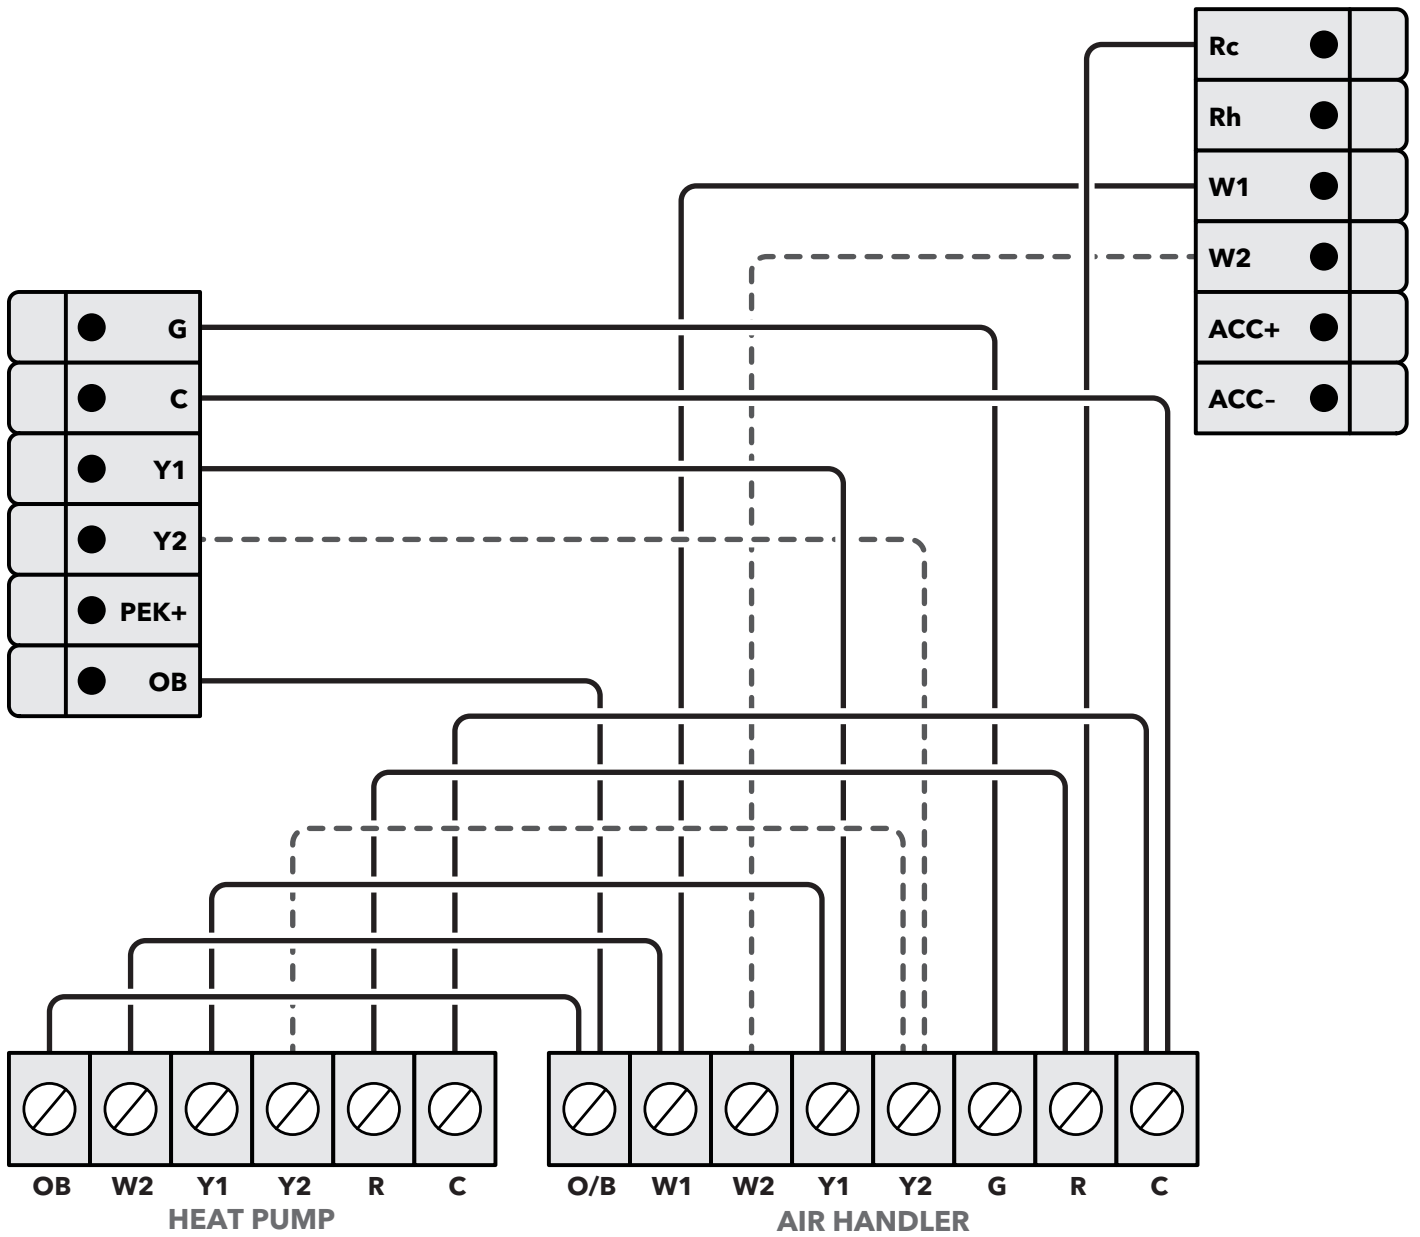 Rc
Rh
W1
W2
ACC+
ACC-
G
C
Y1
Y2
PEK+
OB
OB W2 Y1 Y2 R C
HEAT PUMP
O/B W1 W2 Y1 Y2 G R C
AIR HANDLER